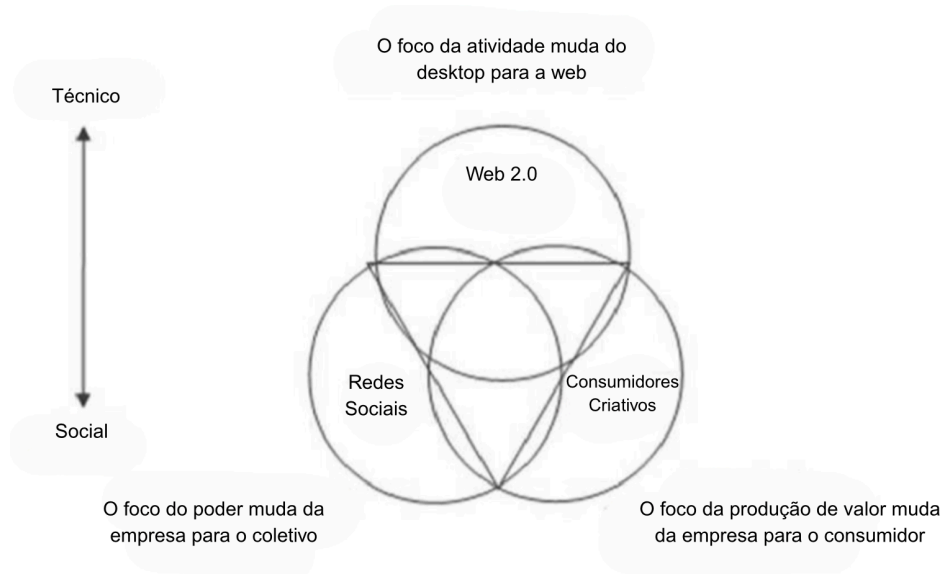 O foco da atividade muda do
desktop para a web
Técnico
Web 2.0
Redes
Sociais
Consumidores
Criativos
Social
O foco do poder muda da
empresa para o coletivo
O foco da produção de valor muda
da empresa para o consumidor